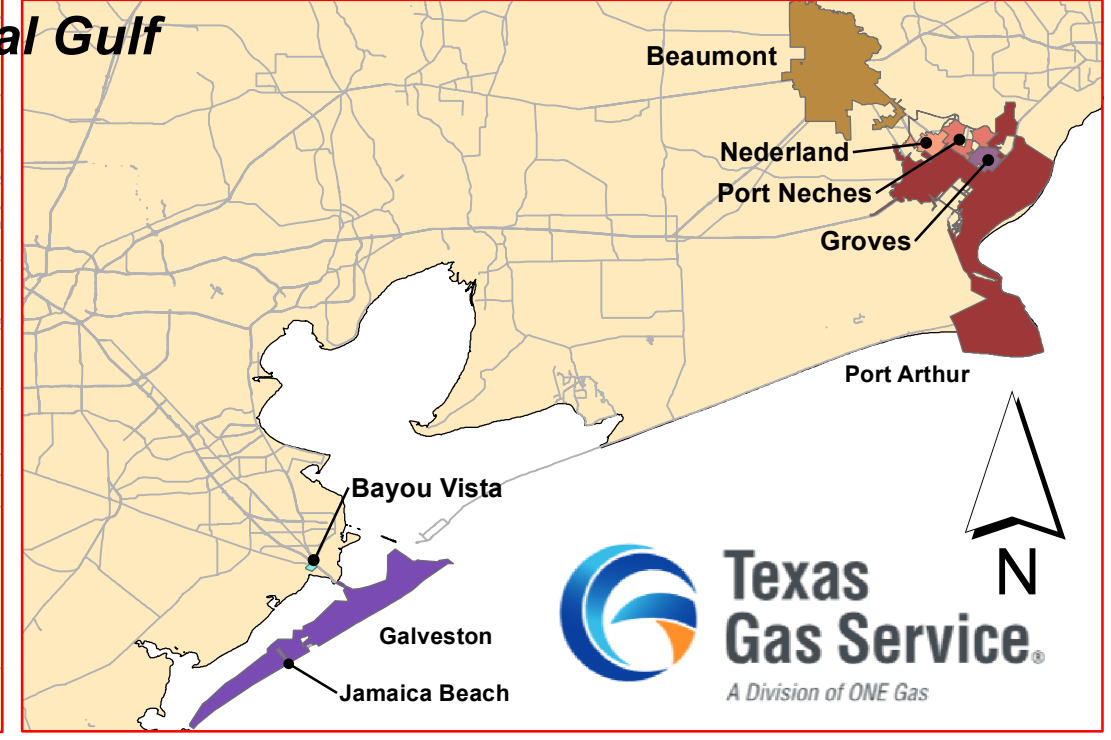 al Gulf
Beaumont
Nederland
Port Neches
Groves
Port Arthur
Bayou Vista
Galveston
Jamaica Beach
N
Texas
Gas Service®
A Division of ONE Gas